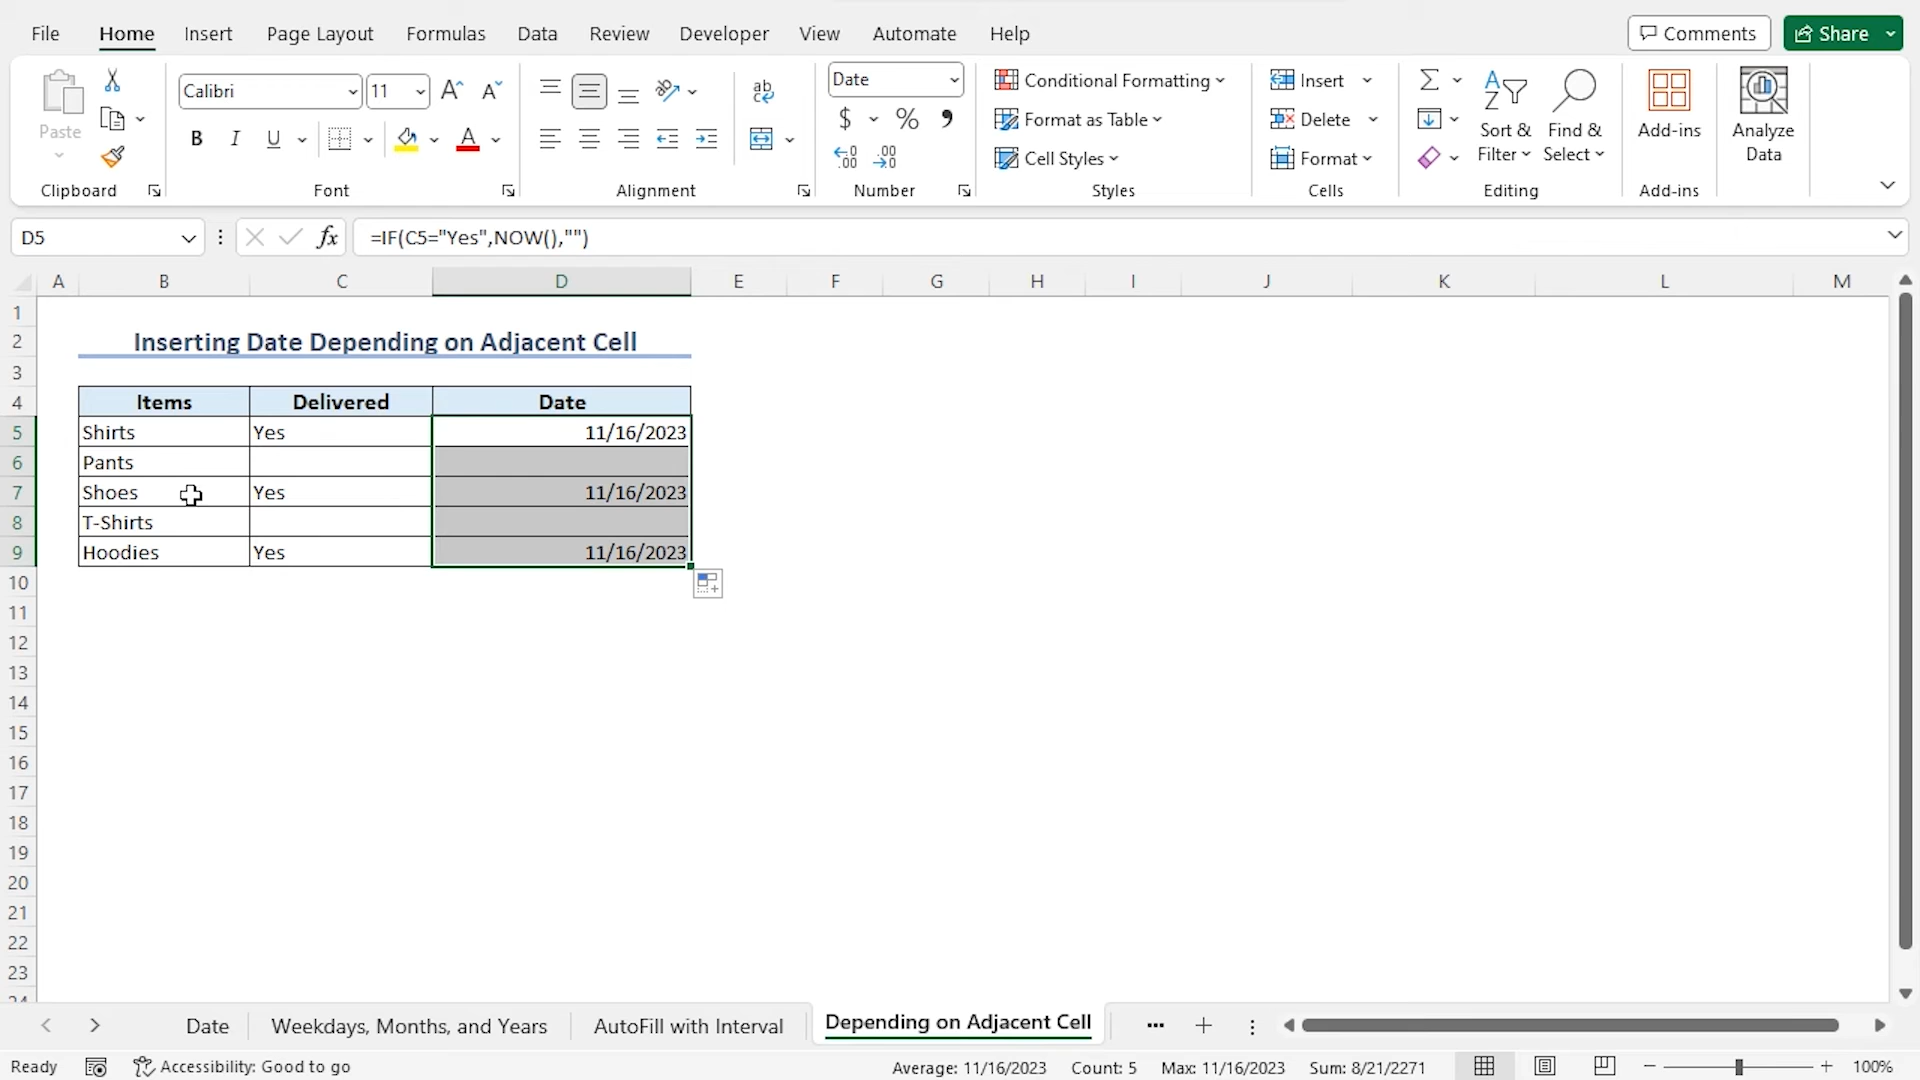 File Home Insert Page Layout Formulas Data Review Developer View Automate Help Comments Share
Paste
Clipboard
Calibri 11 A A
B I U A
Font
ab c
Alignment
Date
$ % 9
.00 .00
Number
Conditional Formatting
Format as Table
Cell Styles
Styles
Insert
Delete
Format
Cells
Σ
Sort & Filter
Find & Select
Editing
Add-ins
Add-ins
Analyze Data
D5 fx =IF(C5="Yes",NOW(),"")
A B C D E F G H I J K L M
1
2 Inserting Date Depending on Adjacent Cell
3
4 Items Delivered Date
5 Shirts Yes 11/16/2023
6 Pants
7 Shoes Yes 11/16/2023
8 T-Shirts
9 Hoodies Yes 11/16/2023
10
11
12
13
14
15
16
17
18
19
20
21
22
23
24
Date Weekdays, Months, and Years AutoFill with Interval Depending on Adjacent Cell ... +
Ready Accessibility: Good to go Average: 11/16/2023 Count: 5 Max: 11/16/2023 Sum: 8/21/2271 − + 100%